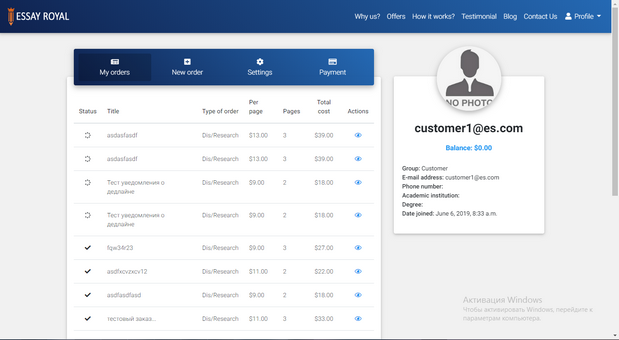 ESSAY ROYAL
Why us? Offers How it works? Testimonial Blog Contact Us Profile
My orders New order Settings Payment
Status Title Type of order Per page Pages Total cost Actions
asdasfasdf Dis/Research $13.00 3 $39.00
asdasfasdf Dis/Research $13.00 3 $39.00
Тест уведомления о
дедлайне Dis/Research $9.00 2 $18.00
Тест уведомления о
дедлайне Dis/Research $9.00 2 $18.00
fqw34r23 Dis/Research $9.00 3 $27.00
asdfxcvzxcv12 Dis/Research $11.00 2 $22.00
asdfasdfasd Dis/Research $9.00 2 $18.00
тестовый заказ... Dis/Research $11.00 3 $33.00
NO PHOTO
customer1@es.com
Balance: $0.00
Group: Customer
E-mail address: customer1@es.com
Phone number:
Academic institution:
Degree:
Date joined: June 6, 2019, 8:33 a.m.
Активация Windows
Чтобы активировать Windows, перейдите к
параметрам компьютера.